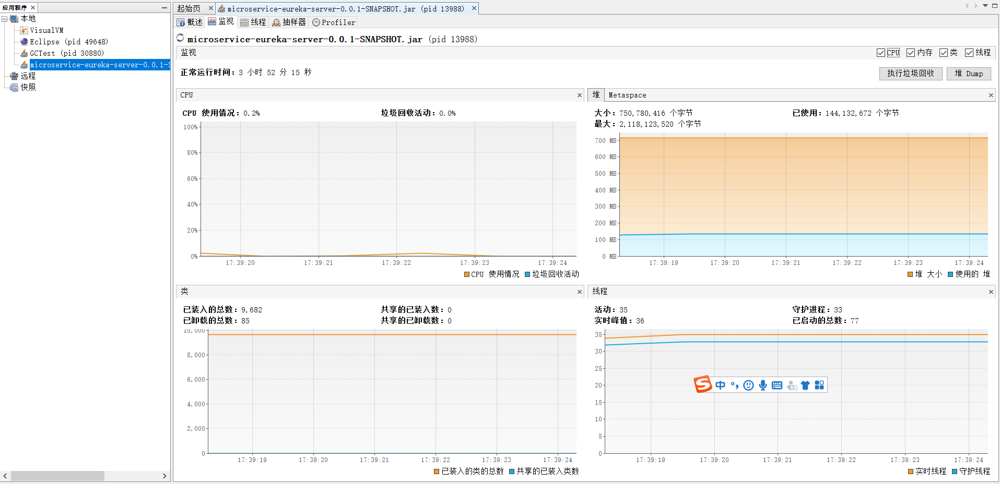 应用程序
本地
VisualVM
Eclipse (pid 49648)
GCTest (pid 30880)
microservice-eureka-server-0.0.1-S
远程
快照
起始页
microservice-eureka-server-0.0.1-SNAPSHOT.jar (pid 13988)
概述 监视 线程 抽样器 Profiler
microservice-eureka-server-0.0.1-SNAPSHOT.jar (pid 13988)
监视
CPU 内存 类 线程
正常运行时间: 3 小时 52 分 15 秒
执行垃圾回收 堆 Dump
CPU
CPU 使用情况: 0.2% 垃圾回收活动: 0.0%
100%
80%
60%
40%
20%
0%
17:39:20 17:39:21 17:39:22 17:39:23 17:39:24
CPU 使用情况 垃圾回收活动
堆 Metaspace
大小: 750,780,416 个字节 已使用: 144,132,672 个字节
最大: 2,118,123,520 个字节
700 MB
600 MB
500 MB
400 MB
300 MB
200 MB
100 MB
0 MB
17:39:19 17:39:20 17:39:21 17:39:22 17:39:23 17:39:24
堆 大小 使用的 堆
类
已装入的总数: 9,682 共享的已装入数: 0
已卸载的总数: 85 共享的已卸载数: 0
10,000
8,000
6,000
4,000
2,000
0
17:39:19 17:39:20 17:39:21 17:39:22 17:39:23 17:39:24
已装入的类的总数 共享的已装入类数
线程
活动: 35 守护进程: 33
实时峰值: 36 已启动的总数: 77
35
30
25
20
15
10
5
0
中
17:39:19 17:39:20 17:39:21 17:39:22 17:39:23 17:39:24
实时线程 守护线程